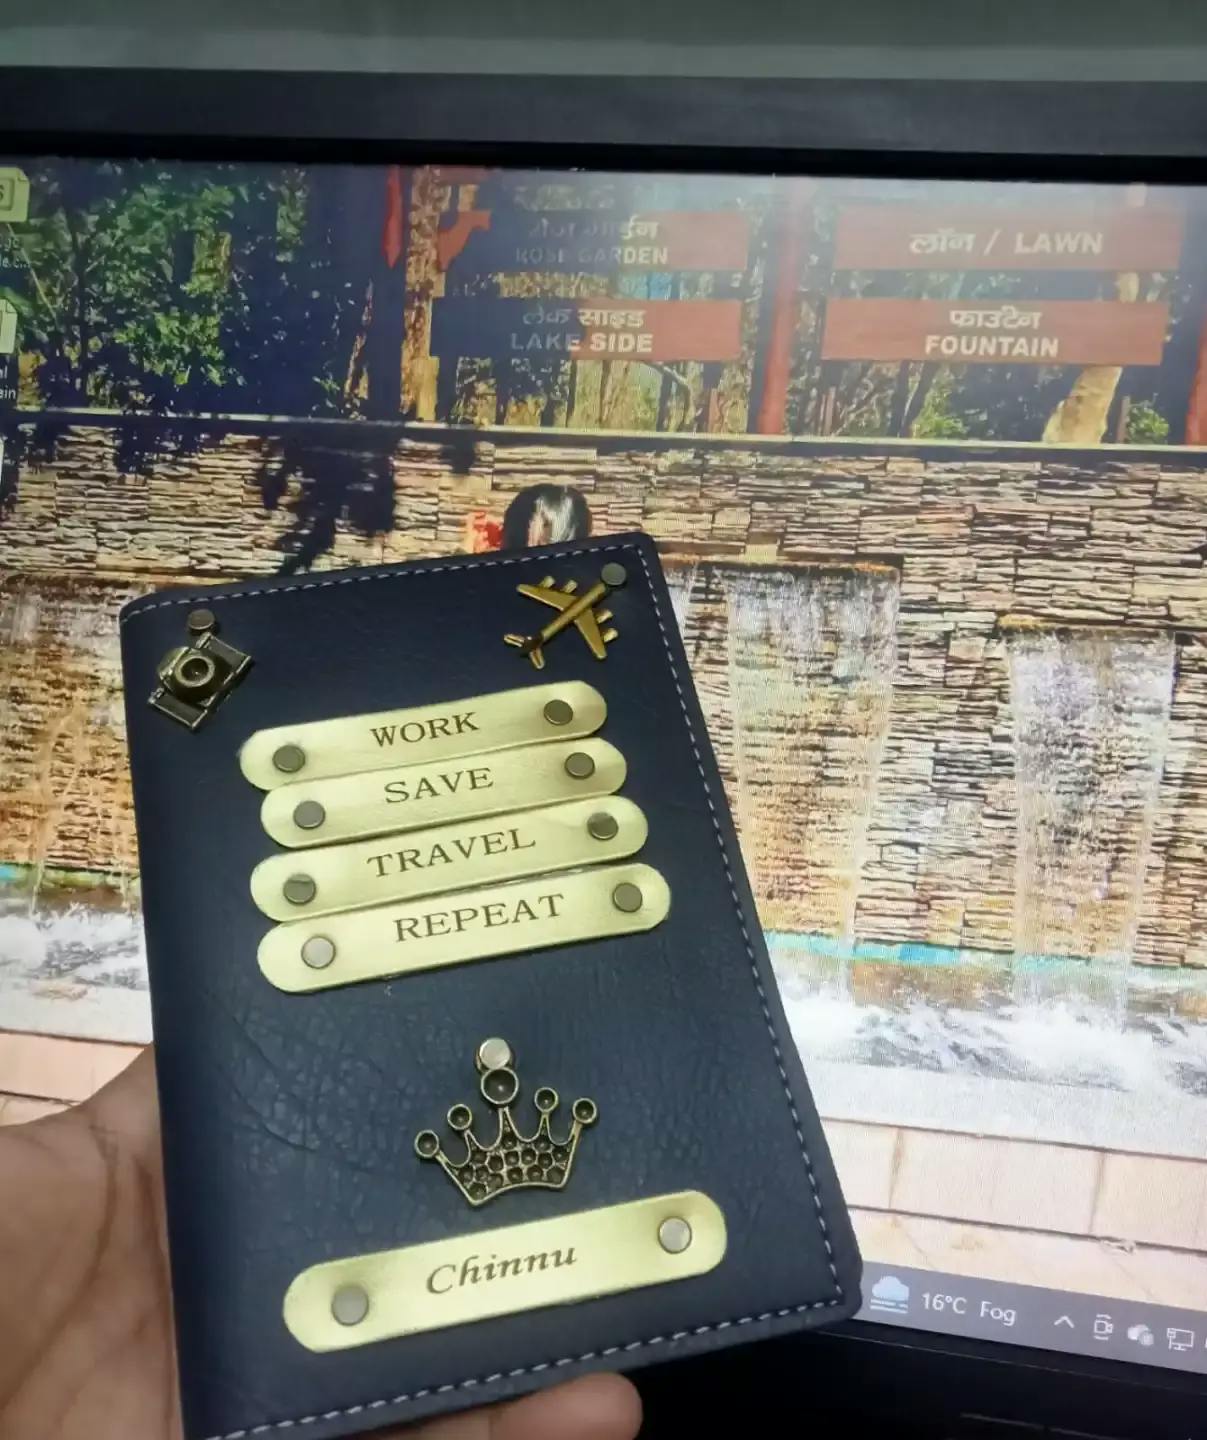 रोज गार्डन
ROSE GARDEN
लॉन / LAWN
लेक साइड
LAKE SIDE
फाउंटेन
FOUNTAIN
WORK
SAVE
TRAVEL
REPEAT
Chinnu
16°C Fog